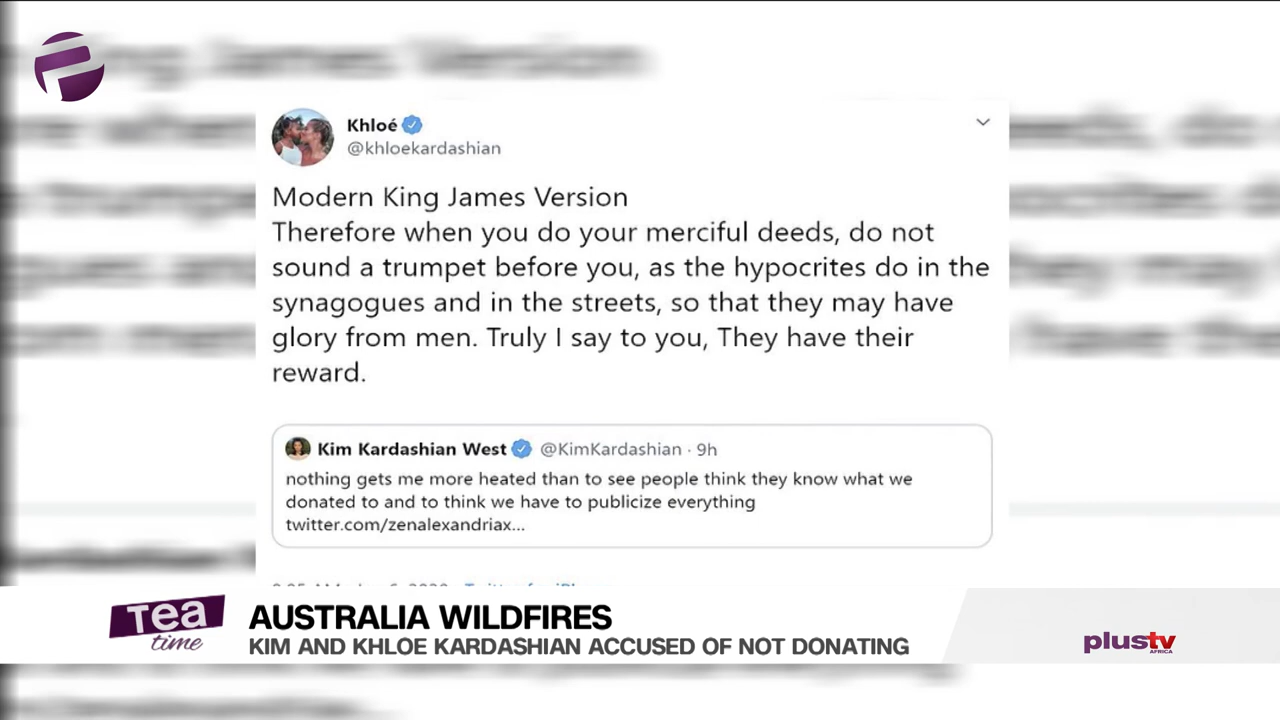 Khloé
@khloekardashian
Modern King James Version
Therefore when you do your merciful deeds, do not
sound a trumpet before you, as the hypocrites do in the
synagogues and in the streets, so that they may have
glory from men. Truly I say to you, They have their
reward.
Kim Kardashian West @KimKardashian · 9h
nothing gets me more heated than to see people think they know what we
donated to and to think we have to publicize everything
twitter.com/zenalexandriax...
Tea
time
AUSTRALIA WILDFIRES
KIM AND KHLOE KARDASHIAN ACCUSED OF NOT DONATING
plustv
AFRICA